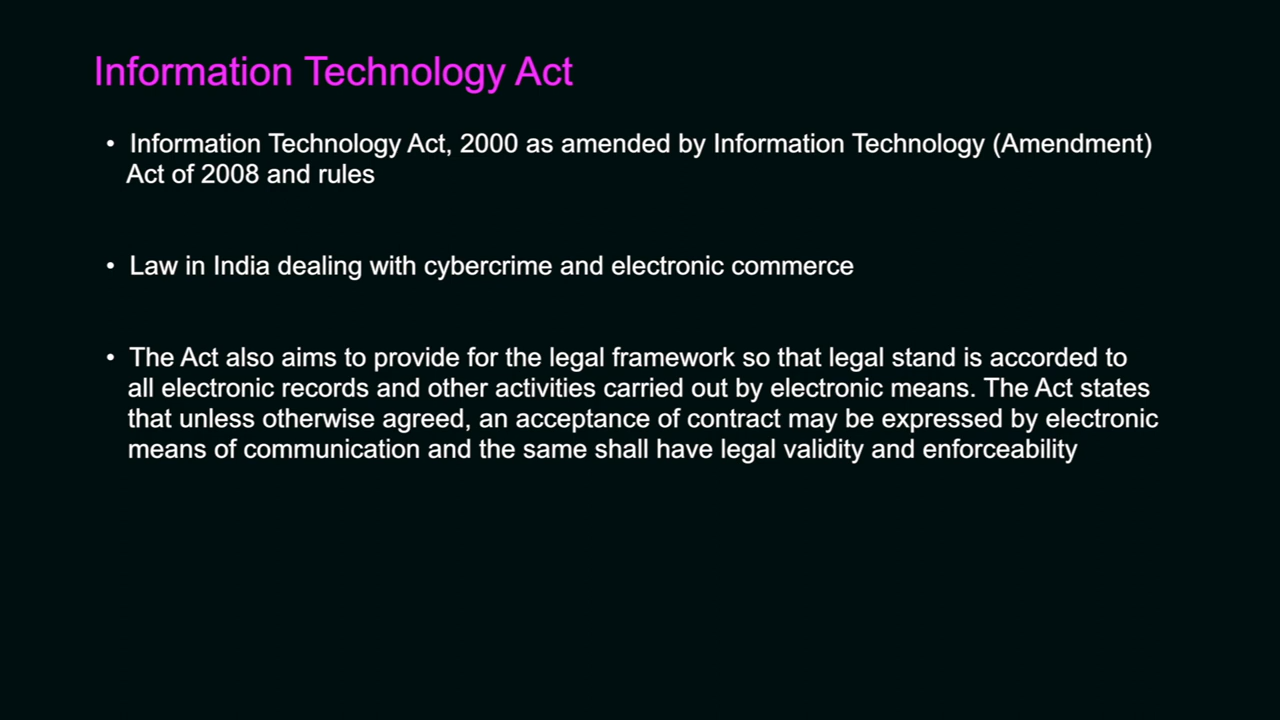 Information Technology Act
• Information Technology Act, 2000 as amended by Information Technology (Amendment)
Act of 2008 and rules
• Law in India dealing with cybercrime and electronic commerce
• The Act also aims to provide for the legal framework so that legal stand is accorded to
all electronic records and other activities carried out by electronic means. The Act states
that unless otherwise agreed, an acceptance of contract may be expressed by electronic
means of communication and the same shall have legal validity and enforceability